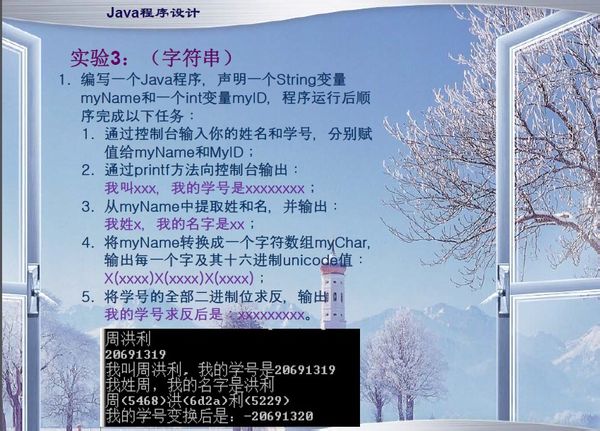 Java程序设计
实验3：（字符串）
1. 编写一个Java程序，声明一个String变量
myName和一个int变量myID，程序运行后顺
序完成以下任务：
1. 通过控制台输入你的姓名和学号，分别赋
值给myName和MyID；
2. 通过printf方法向控制台输出：
我叫xxx，我的学号是xxxxxxxx；
3. 从myName中提取姓和名，并输出：
我姓x，我的名字是xx；
4. 将myName转换成一个字符数组myChar,
输出每一个字及其十六进制unicode值：
X(xxxx)X(xxxx)X(xxxx)；
5. 将学号的全部二进制位求反，输出
我的学号求反后是：xxxxxxxxx。
周洪利
20691319
我叫周洪利，我的学号是20691319
我姓周，我的名字是洪利
周<5468>洪<6d2a>利<5229>
我的学号变换后是：-20691320